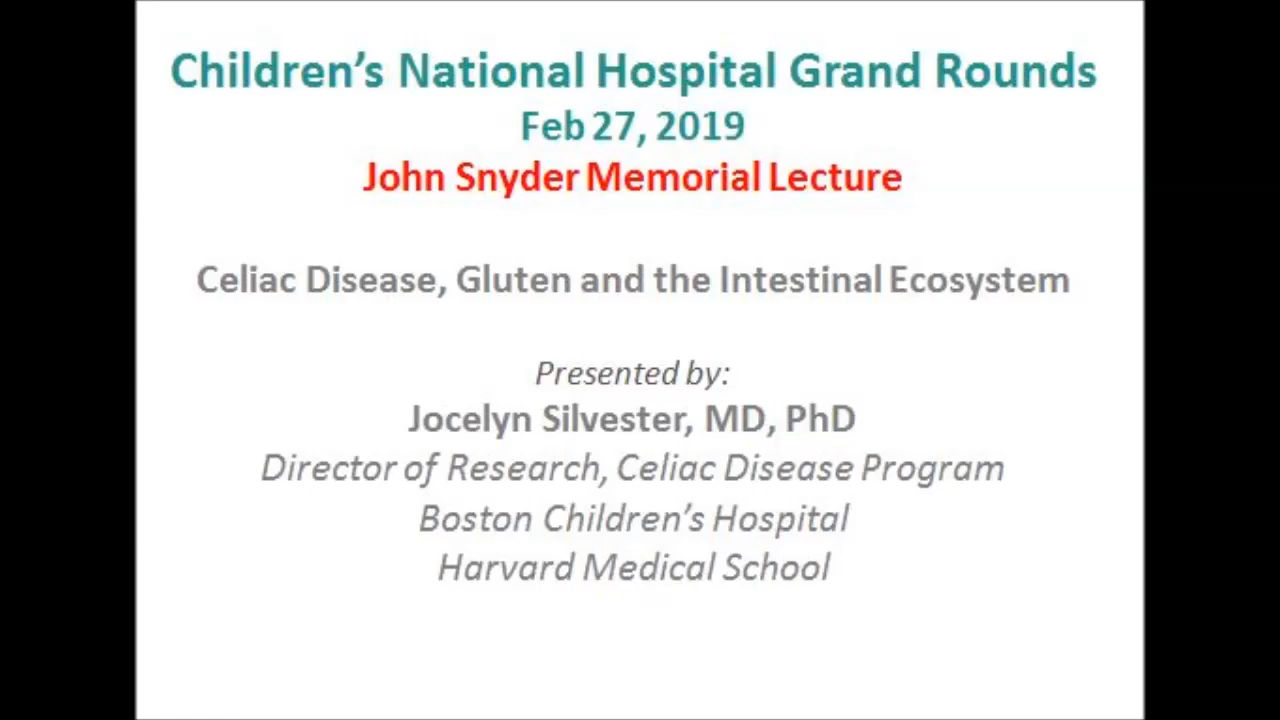 Children's National Hospital Grand Rounds
Feb 27, 2019
John Snyder Memorial Lecture
Celiac Disease, Gluten and the Intestinal Ecosystem
Presented by:
Jocelyn Silvester, MD, PhD
Director of Research, Celiac Disease Program
Boston Children's Hospital
Harvard Medical School